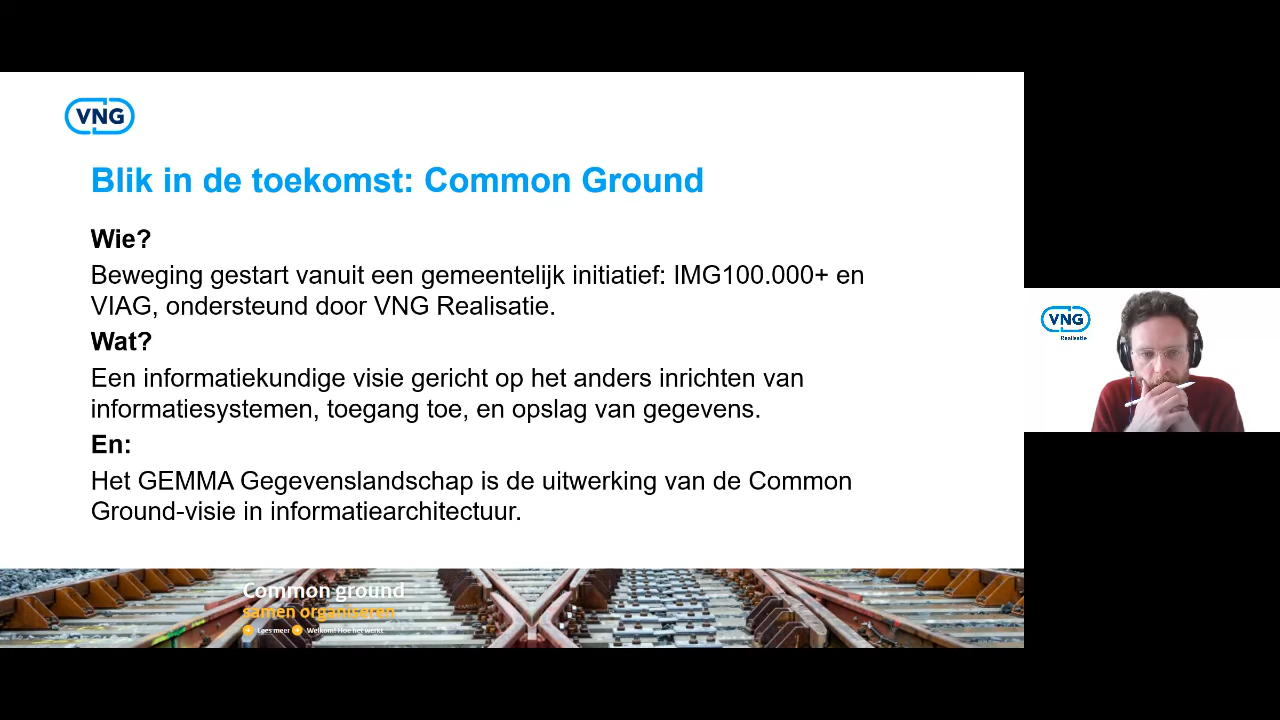 VNG
Blik in de toekomst: Common Ground
Wie?
Beweging gestart vanuit een gemeentelijk initiatief: IMG100.000+ en
VIAG, ondersteund door VNG Realisatie.
Wat?
Een informatiekundige visie gericht op het anders inrichten van
informatiesystemen, toegang toe, en opslag van gegevens.
En:
Het GEMMA Gegevenslandschap is de uitwerking van de Common
Ground-visie in informatiearchitectuur.
Common ground
samen organiseren
Lees meer Welkom! Hoe het werkt
VNG
Realisatie